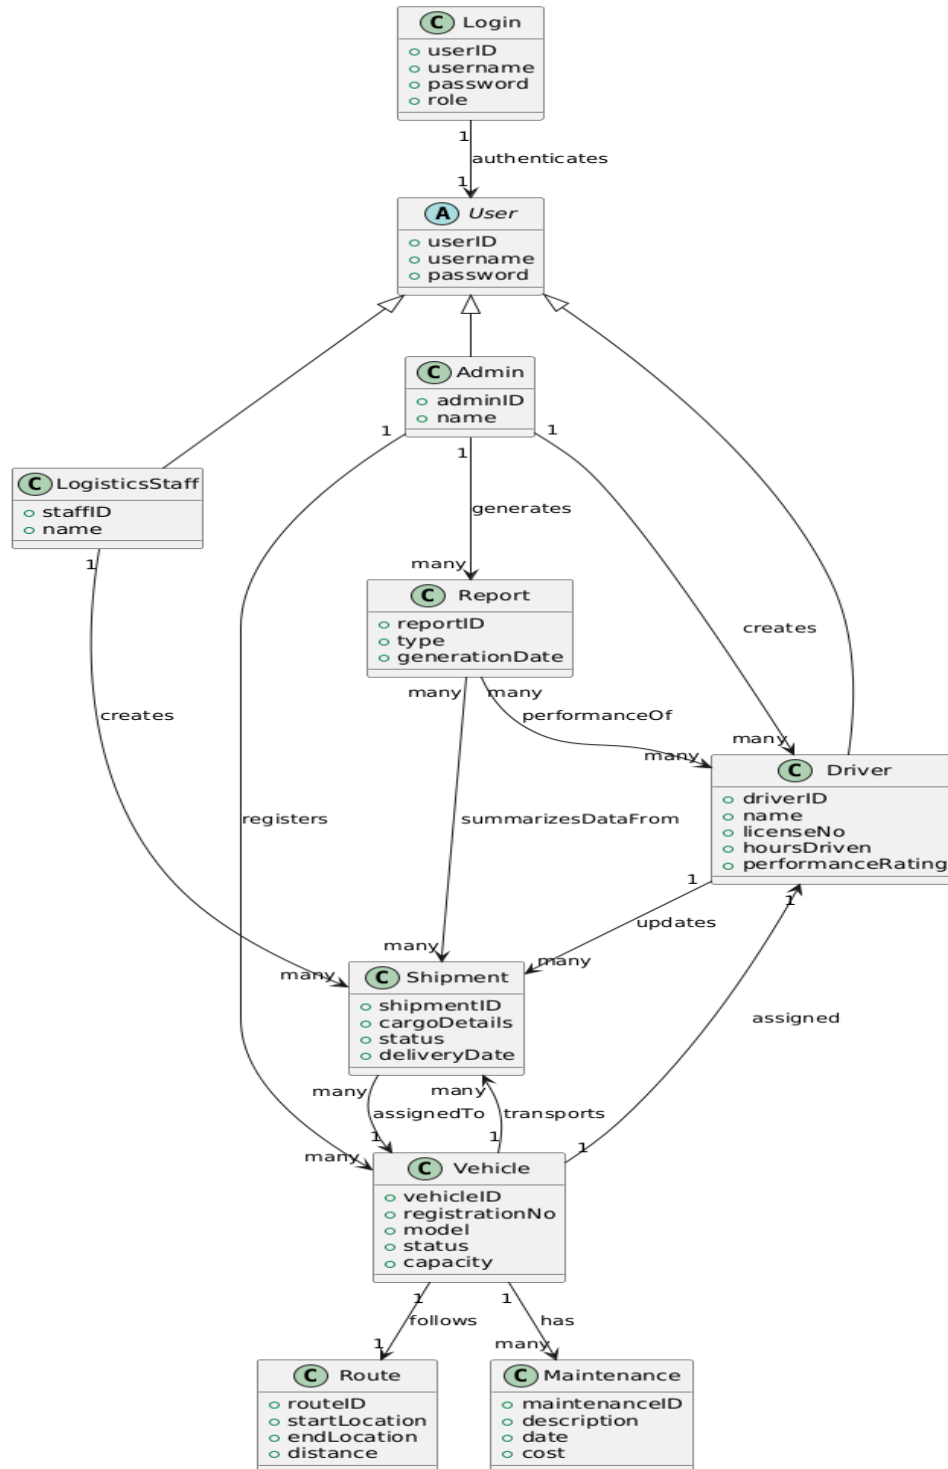 C Login
userID
username
password
role
1
authenticates
1
A User
userID
username
password
C Admin
adminID
name
1
1
1
C LogisticsStaff
staffID
name
1
generates
many
C Report
reportID
type
generationDate
many
many
creates
performanceOf
many
many
C Driver
driverID
name
licenseNo
hoursDriven
performanceRating
1
1
creates
registers
summarizesDataFrom
updates
many
many
many
C Shipment
shipmentID
cargoDetails
status
deliveryDate
assigned
many
many
assignedTo
transports
1
1
1
many
C Vehicle
vehicleID
registrationNo
model
status
capacity
1
1
follows
has
1
many
C Route
routeID
startLocation
endLocation
distance
C Maintenance
maintenanceID
description
date
cost